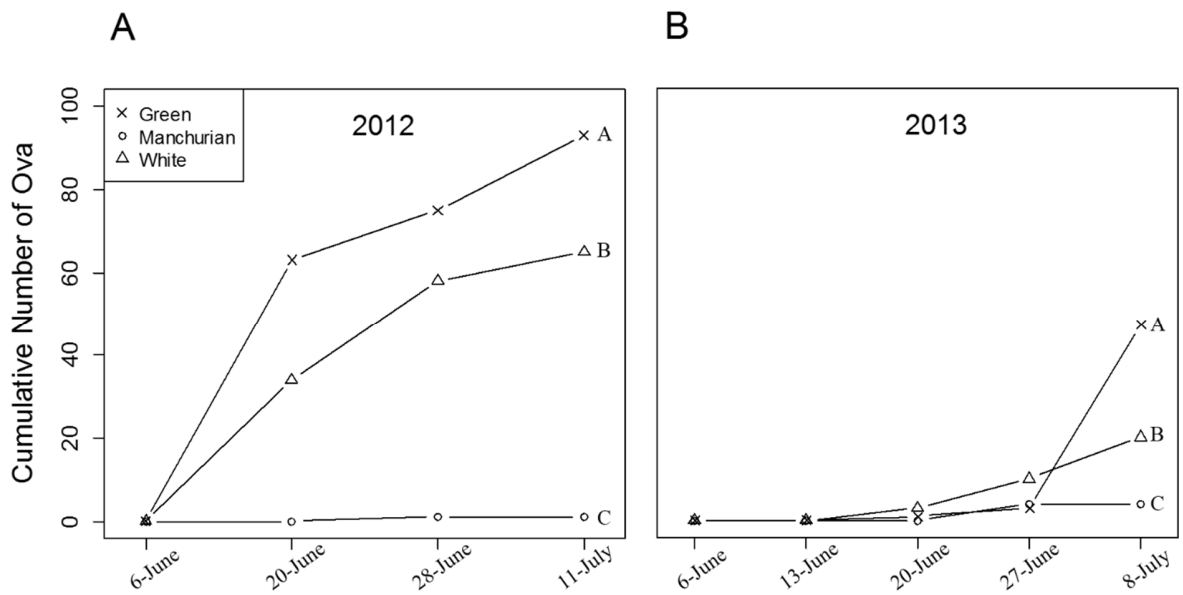 A
B
Cumulative Number of Ova
100
80
60
40
20
0
Green
Manchurian
White
2012
A
B
C
6-June
20-June
28-June
11-July
2013
A
B
C
6-June
13-June
20-June
27-June
8-July